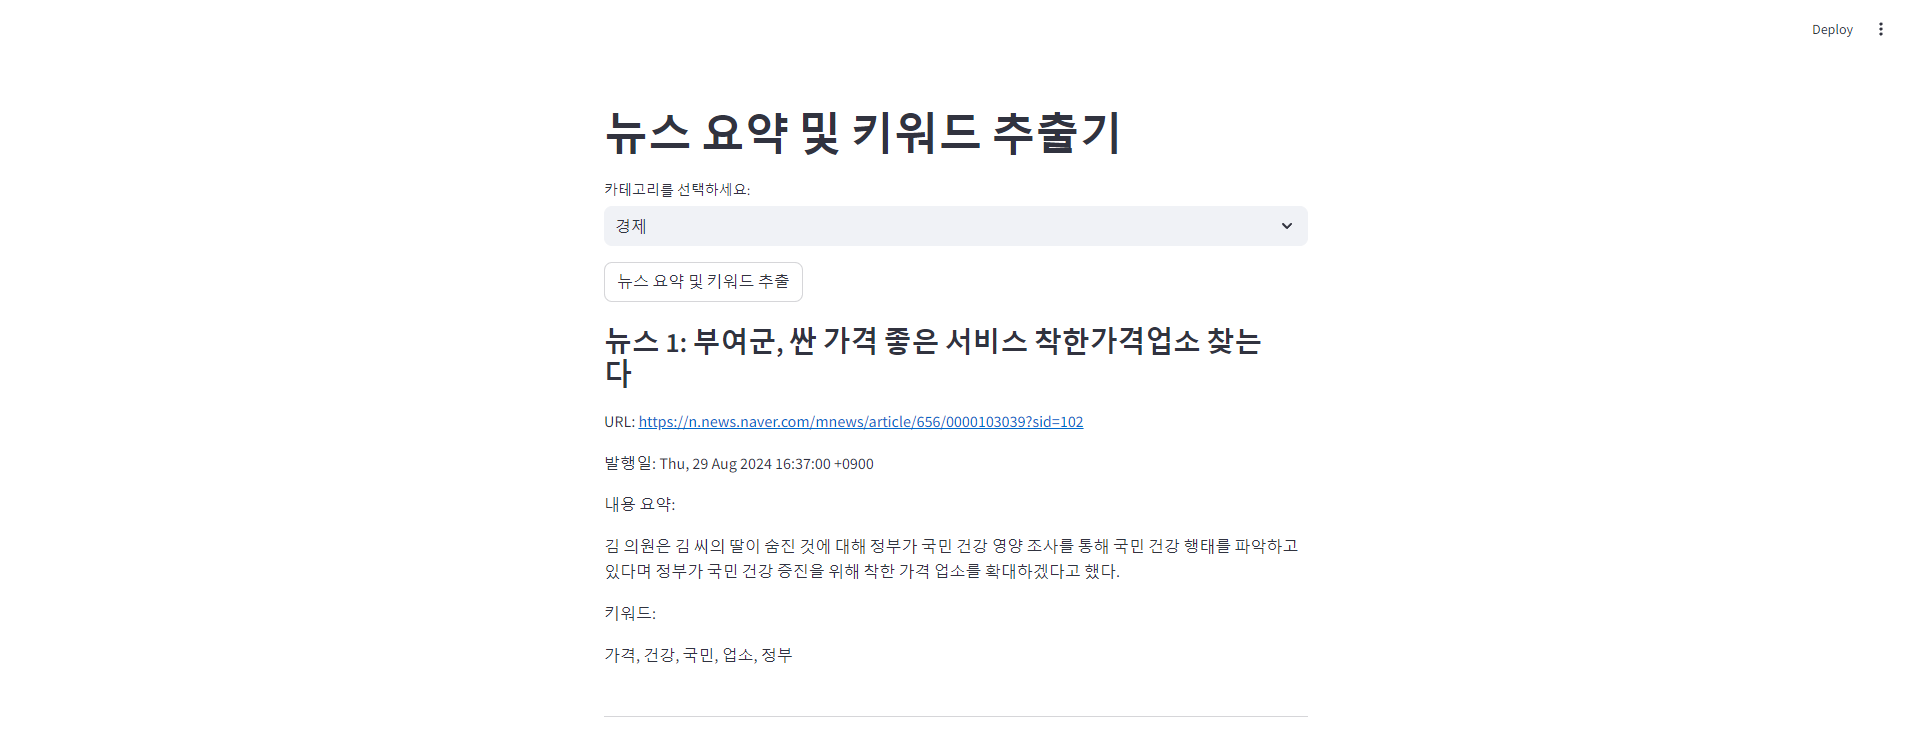 Deploy
뉴스 요약 및 키워드 추출기
카테고리를 선택하세요:
경제
뉴스 요약 및 키워드 추출
뉴스 1: 부여군, 싼 가격 좋은 서비스 착한가격업소 찾는
다
URL: https://n.news.naver.com/mnews/article/656/0000103039?sid=102
발행일: Thu, 29 Aug 2024 16:37:00 +0900
내용 요약:
김 의원은 김 씨의 딸이 숨진 것에 대해 정부가 국민 건강 영양 조사를 통해 국민 건강 행태를 파악하고
있다며 정부가 국민 건강 증진을 위해 착한 가격 업소를 확대하겠다고 했다.
키워드:
가격, 건강, 국민, 업소, 정부